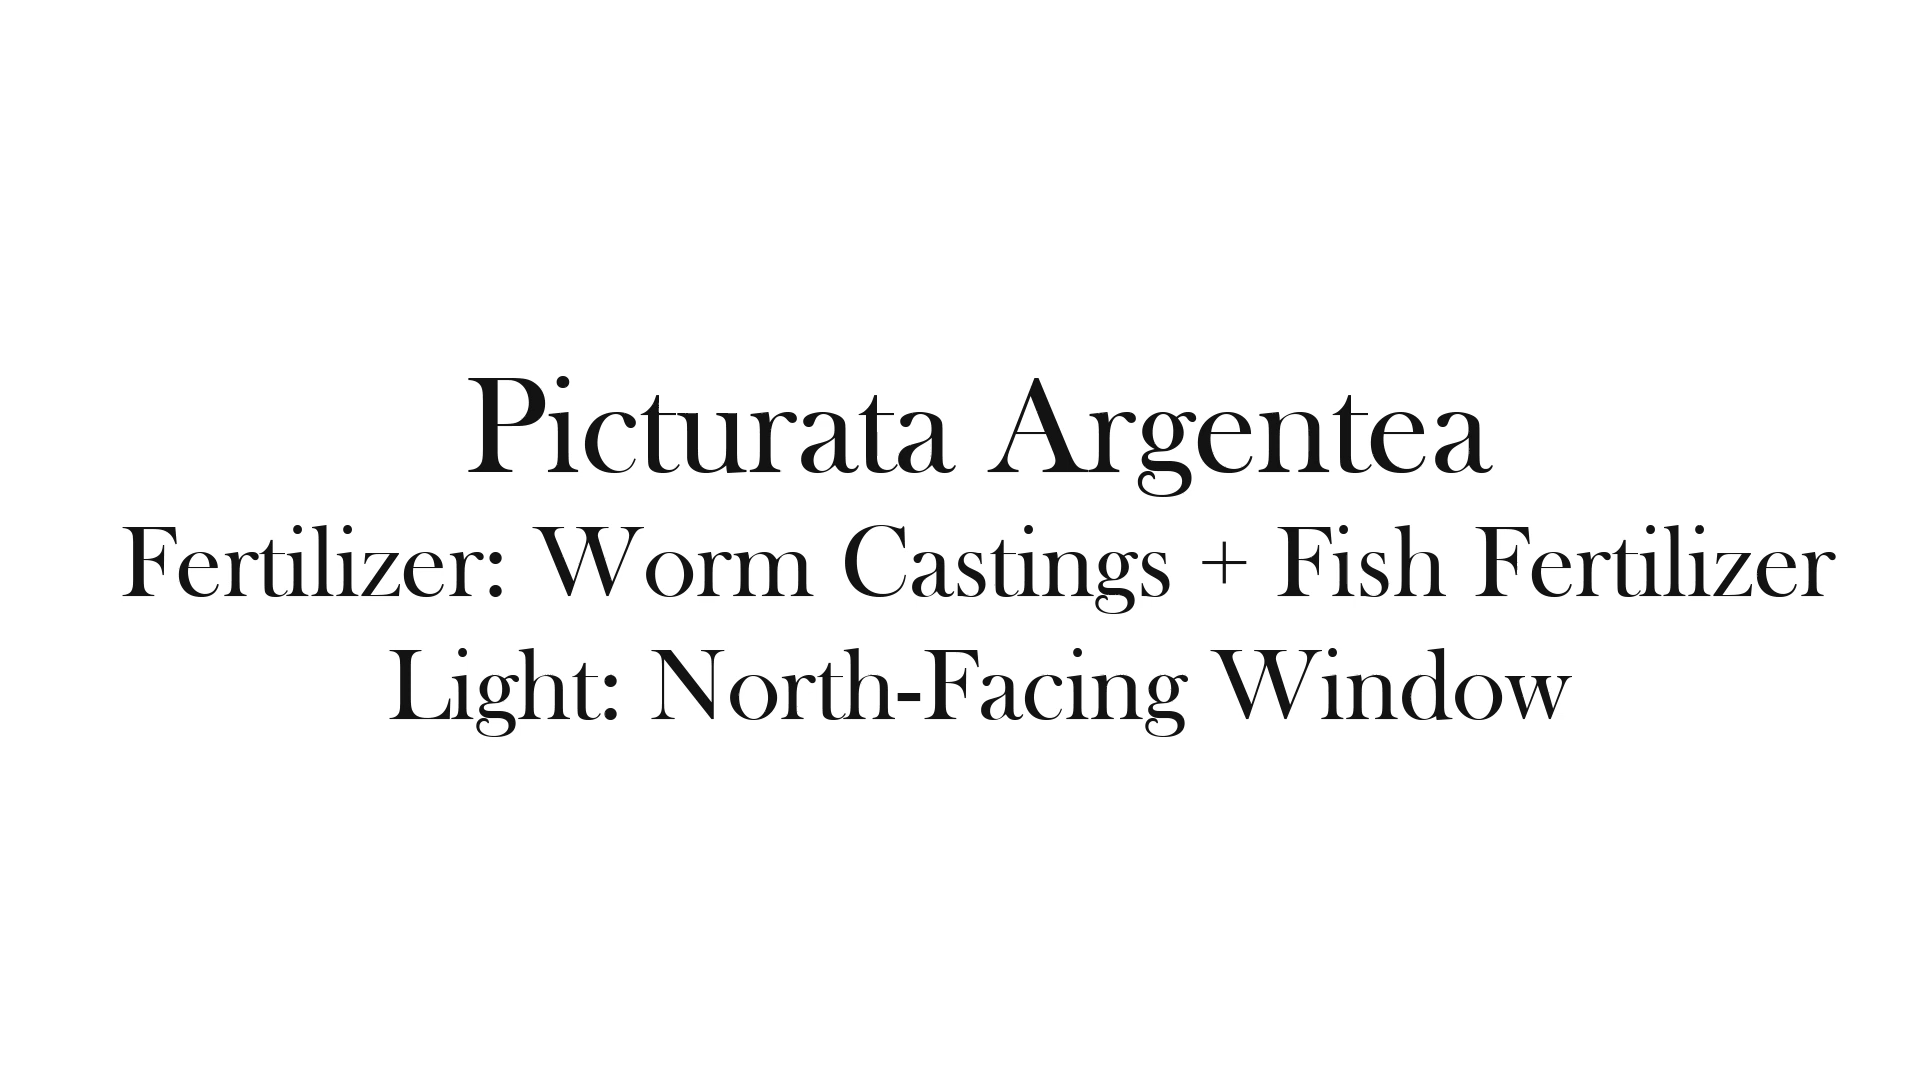 Picturata Argentea
Fertilizer: Worm Castings + Fish Fertilizer
Light: North-Facing Window